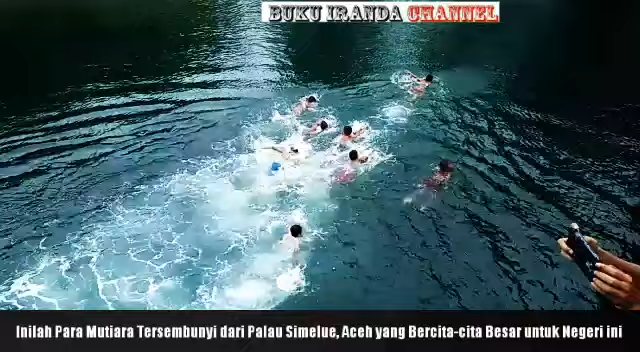 BUKU IRANDA CHANNEL
Inilah Para Mutiara Tersembunyi dari Palau Simelue, Aceh yang Bercita-cita Besar untuk Negeri ini